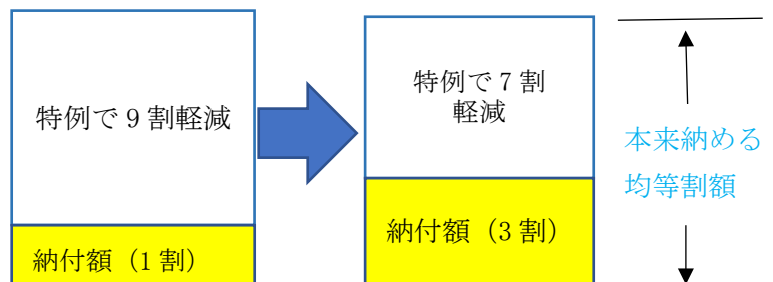 特例で9割軽減
納付額（1割）
特例で7割
軽減
納付額（3割）
本来納める
均等割額